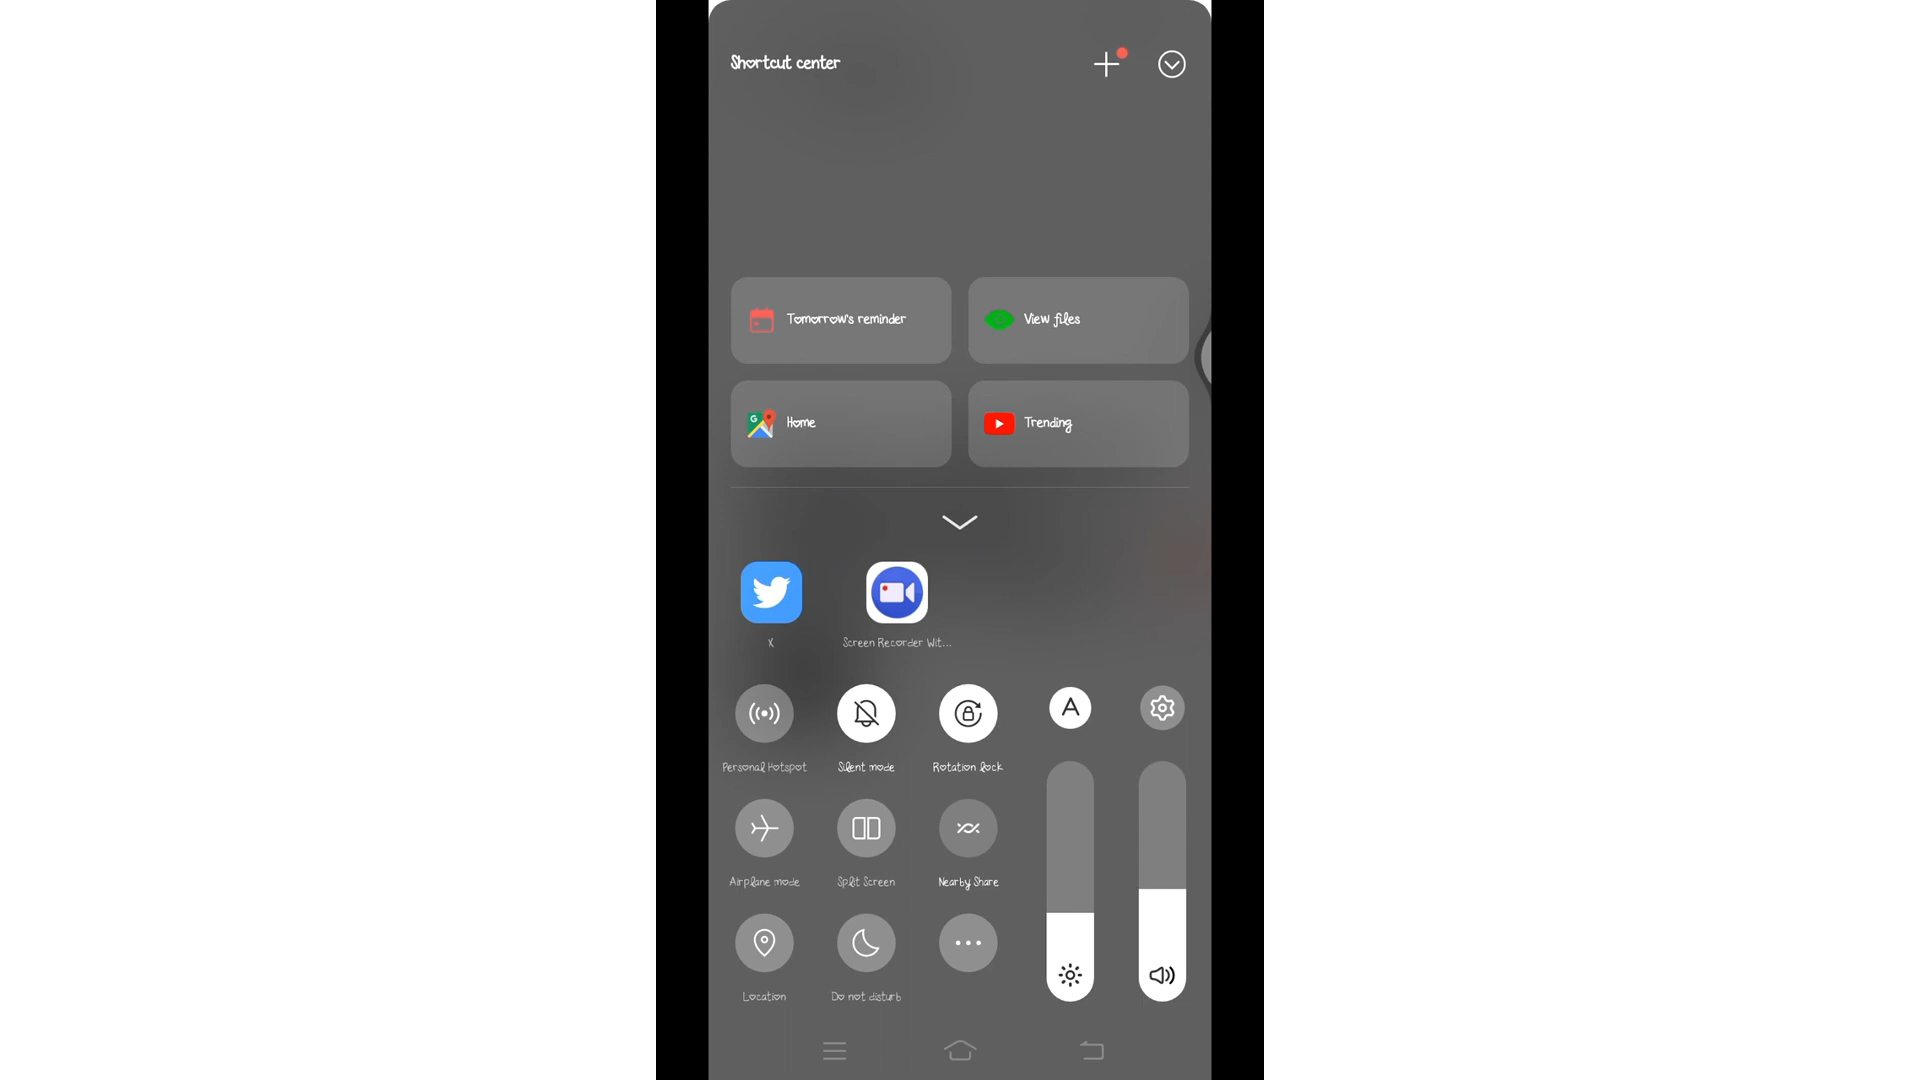 Shortcut center
Tomorrow's reminder
View files
Home
Trending
X
Screen Recorder Wit...
A
Personal Hotspot
Silent mode
Rotation lock
Airplane mode
Split Screen
Nearby Share
Location
Do not disturb